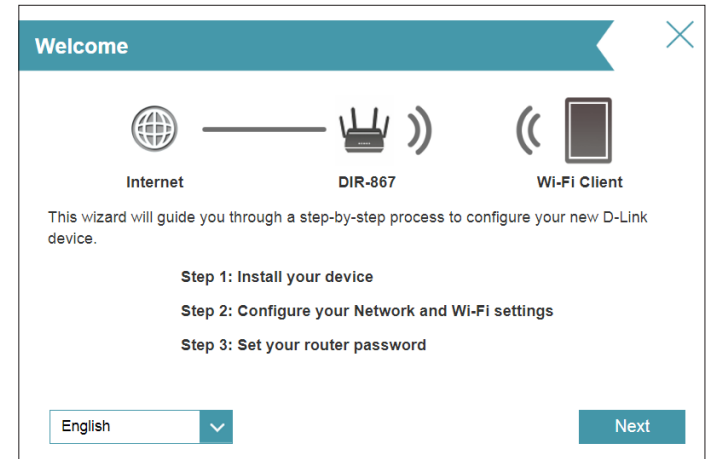 Welcome
Internet
DIR-867
Wi-Fi Client
This wizard will guide you through a step-by-step process to configure your new D-Link
device.
Step 1: Install your device
Step 2: Configure your Network and Wi-Fi settings
Step 3: Set your router password
English
Next